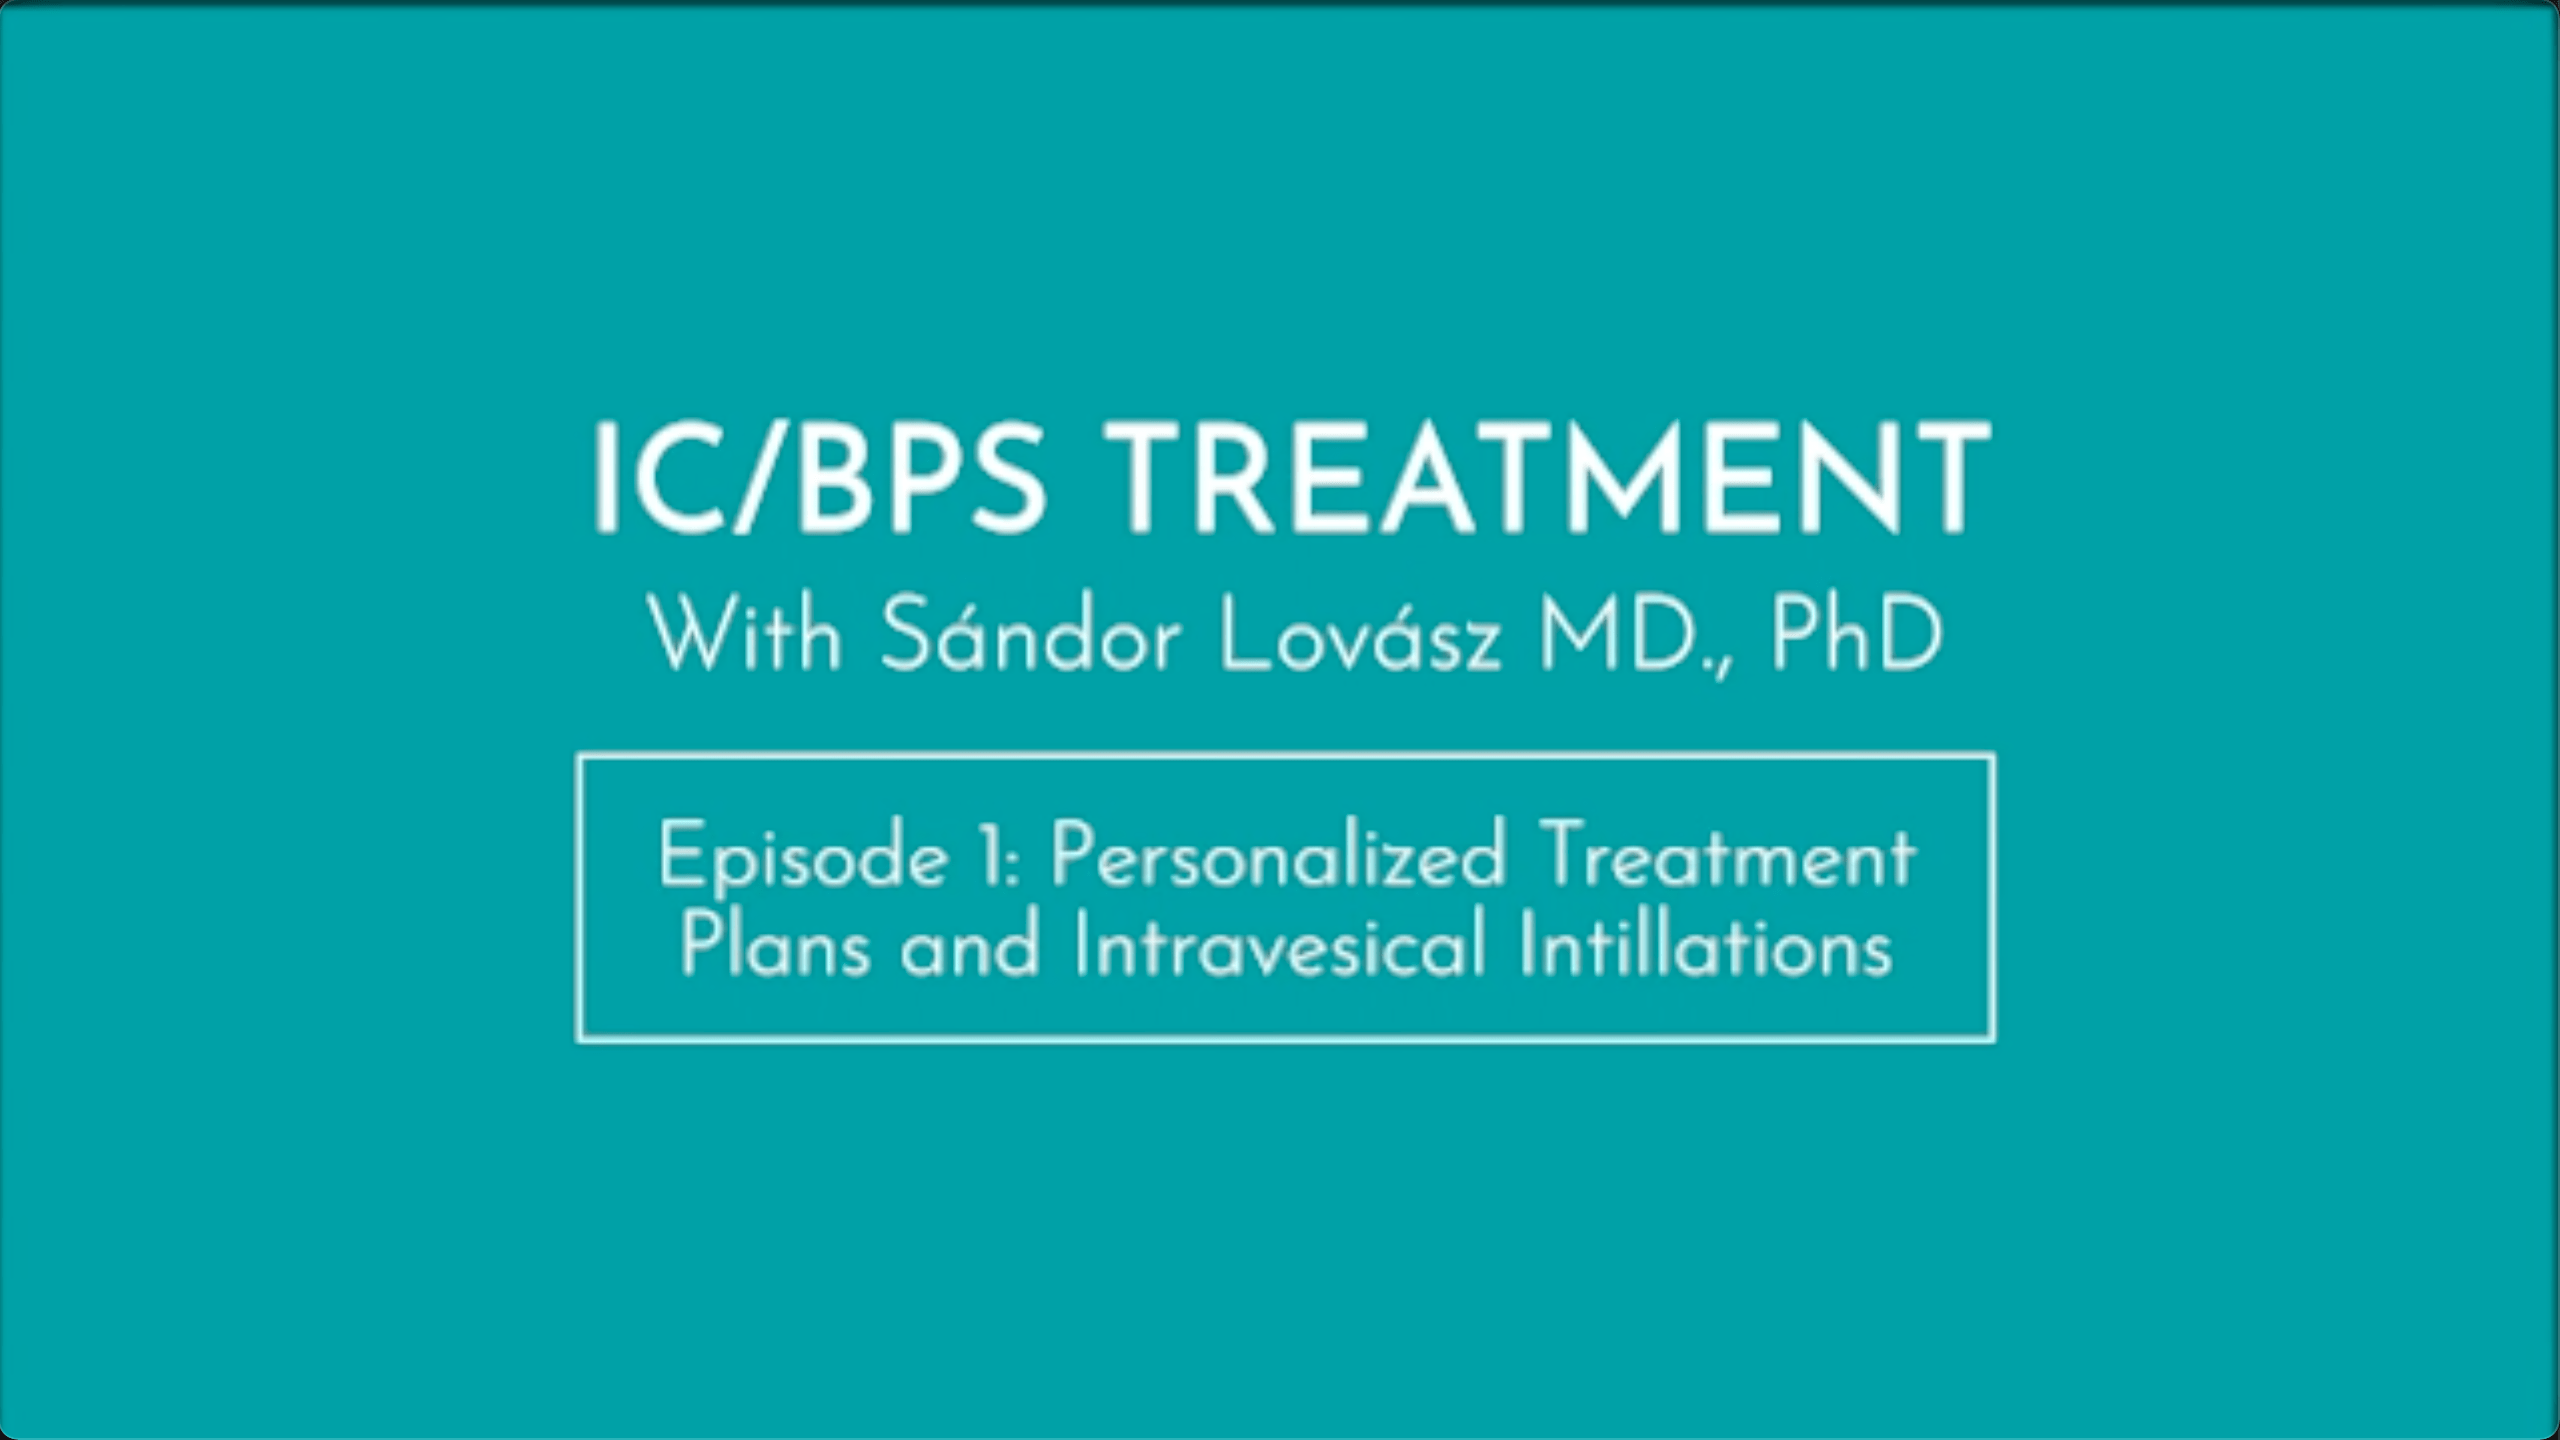 IC/BPS TREATMENT
With Sándor Lovász MD., PhD
Episode 1: Personalized Treatment
Plans and Intravesical Intillations